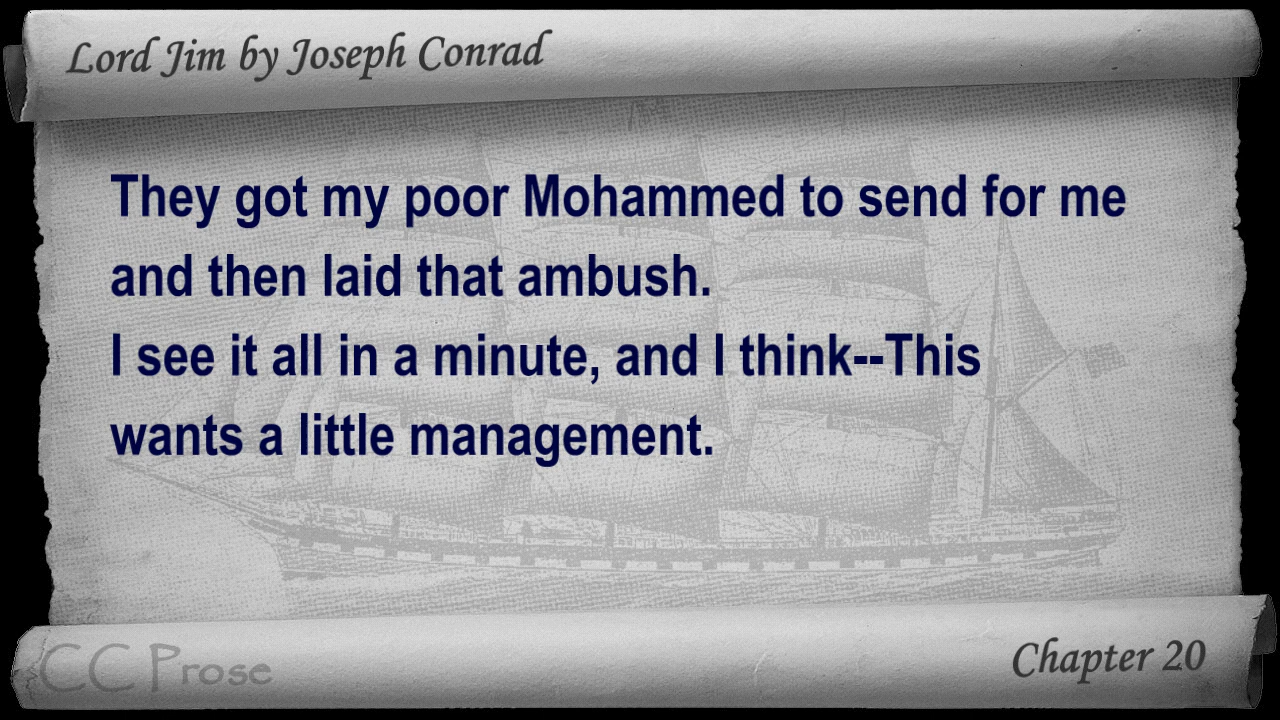 Lord Jim by Joseph Conrad
They got my poor Mohammed to send for me
and then laid that ambush.
I see it all in a minute, and I think--This
wants a little management.
CC Prose
Chapter 20